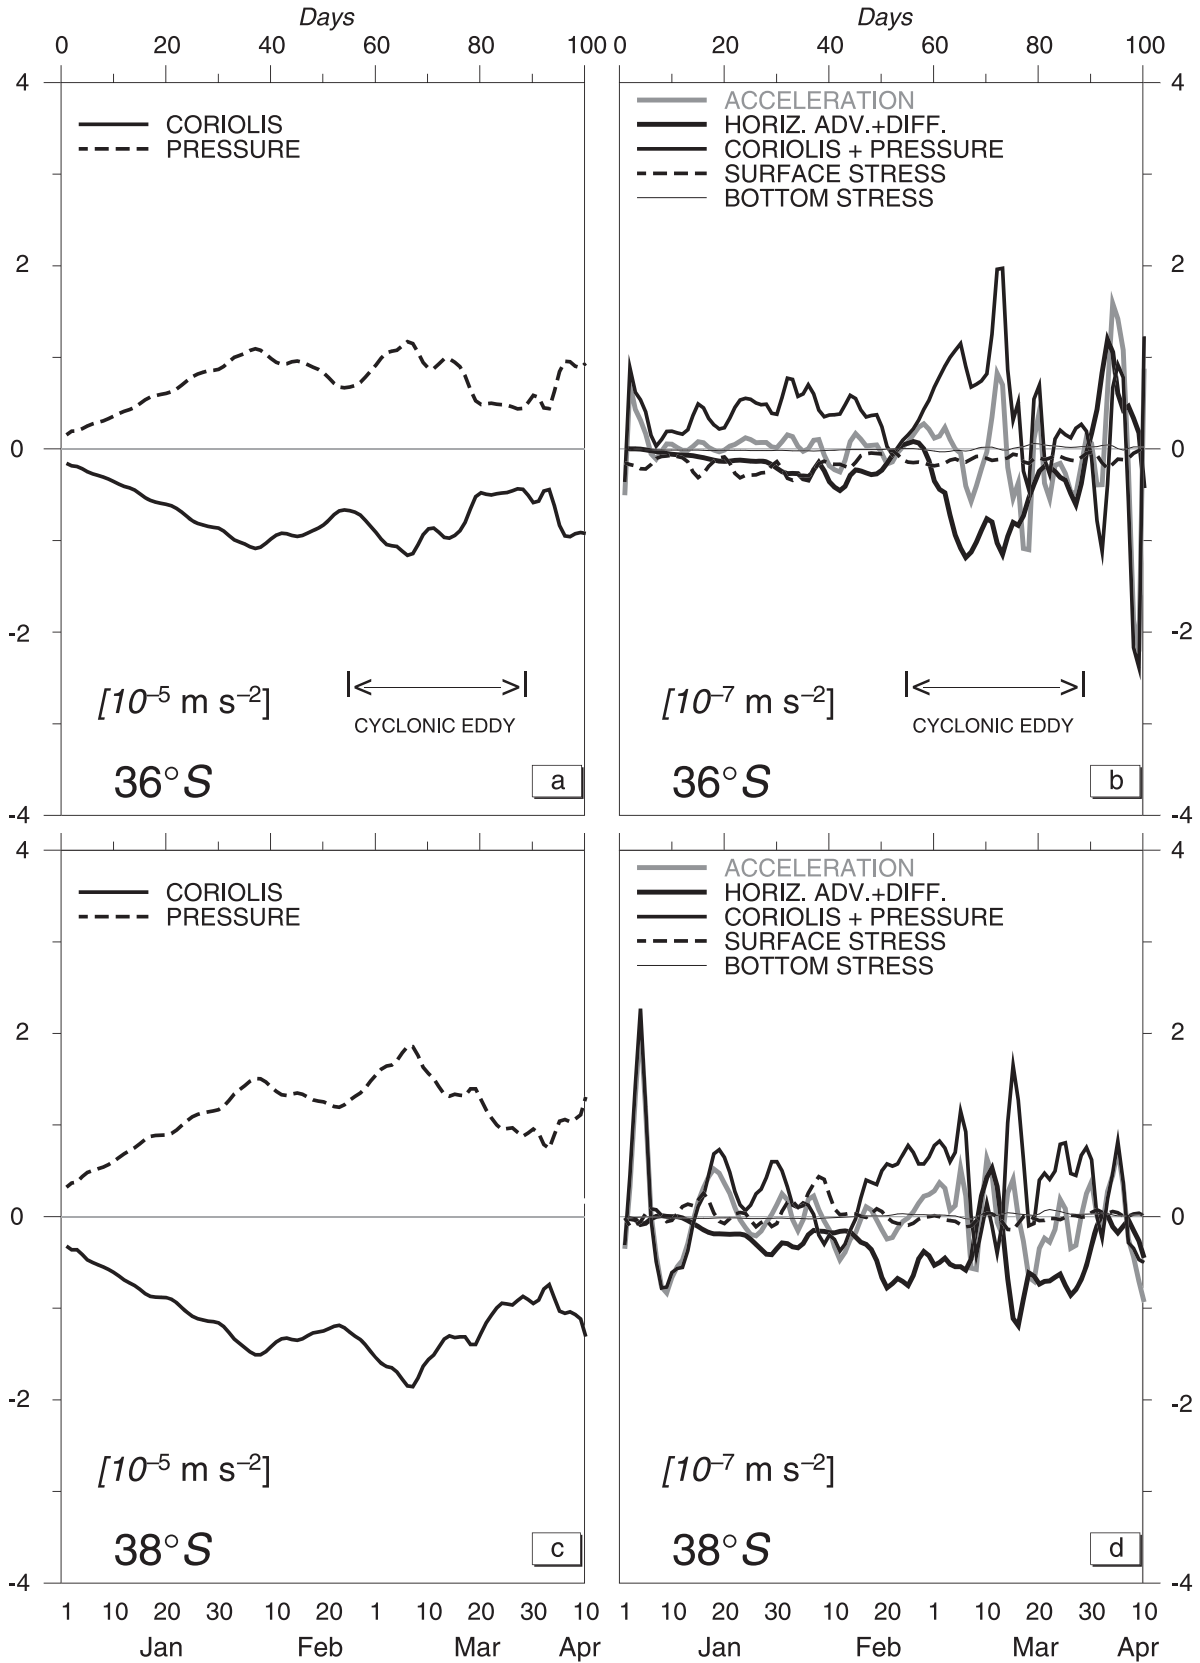 Days Days
0 20 40 60 80 100 0 20 40 60 80 100
4 4
CORIOLIS
PRESSURE
ACCELERATION
HORIZ. ADV.+DIFF.
CORIOLIS + PRESSURE
SURFACE STRESS
BOTTOM STRESS
2 2
0 0
-2 -2
[10–5 m s–2]
CYCLONIC EDDY
[10–7 m s–2]
CYCLONIC EDDY
36°S a
36°S b
-4 -4
4 4
CORIOLIS
PRESSURE
ACCELERATION
HORIZ. ADV.+DIFF.
CORIOLIS + PRESSURE
SURFACE STRESS
BOTTOM STRESS
2 2
0 0
-2 -2
[10–5 m s–2]
[10–7 m s–2]
38°S c
38°S d
-4 -4
1 10 20 30 10 20 1 10 20 30 10 1 10 20 30 10 20 1 10 20 30 10
Jan Feb Mar Apr Jan Feb Mar Apr